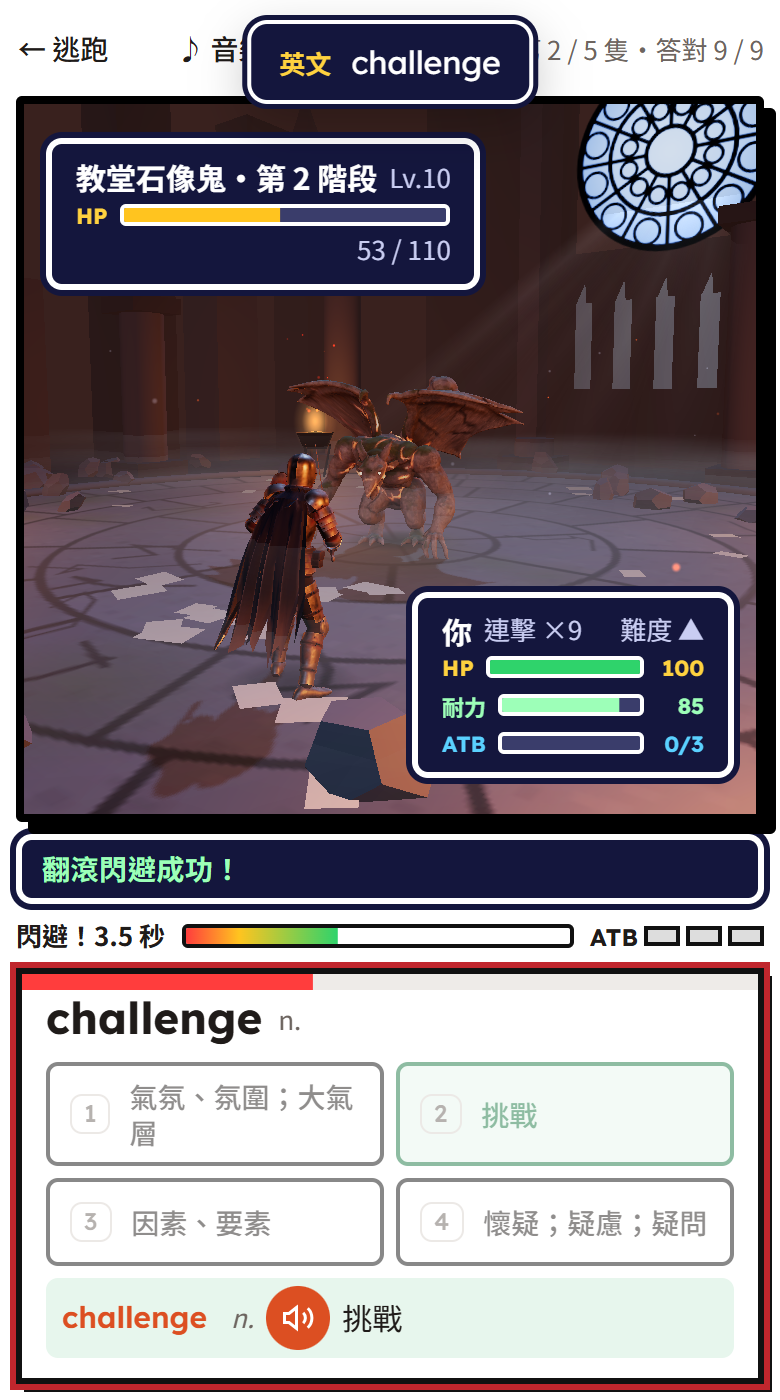 ← 逃跑
♪ 音
英文 challenge
2 / 5 隻・答對 9 / 9
教堂石像鬼・第 2 階段 Lv.10
HP
53 / 110
你 連擊 ×9 難度 ▲
HP 100
耐力 85
ATB 0/3
翻滾閃避成功！
閃避！3.5 秒 ATB
challenge n.
1 氣氛、氛圍；大氣
層
2 挑戰
3 因素、要素
4 懷疑；疑慮；疑問
challenge n. 挑戰